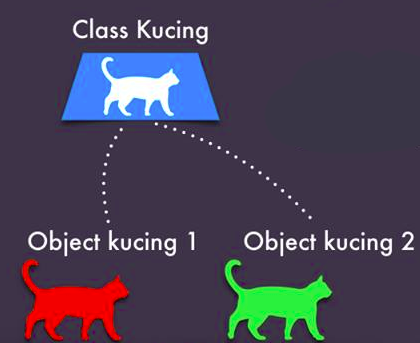 Class Kucing
Object kucing 1
Object kucing 2